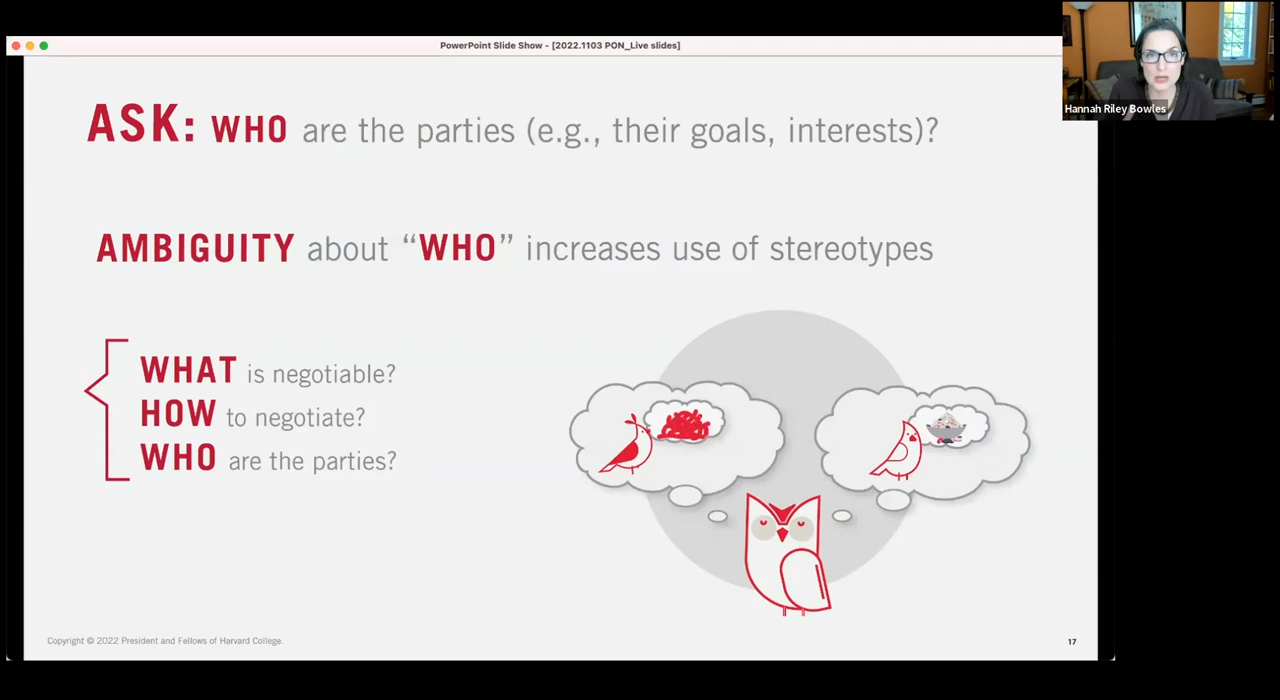 PowerPoint Slide Show - [2022.1103 PON_Live slides]
Hannah Riley Bowles
ASK: WHO are the parties (e.g., their goals, interests)?
AMBIGUITY about “WHO” increases use of stereotypes
WHAT is negotiable?
HOW to negotiate?
WHO are the parties?
Copyright © 2022 President and Fellows of Harvard College.
17